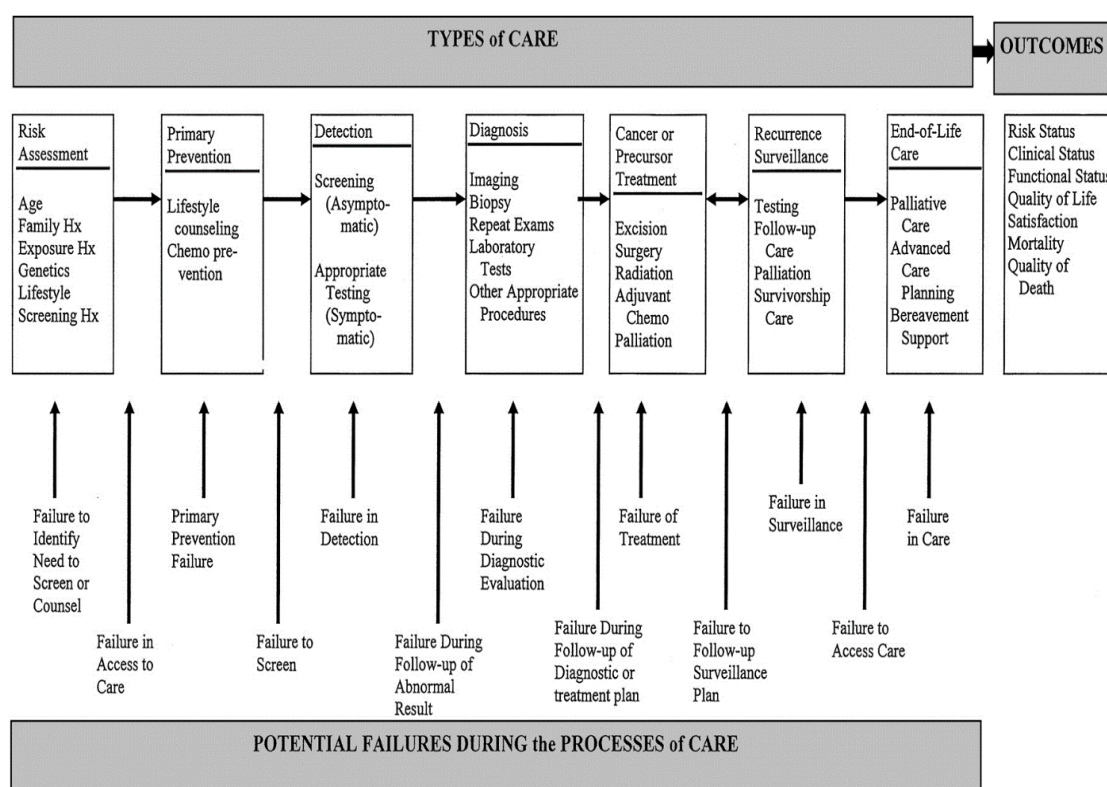 TYPES of CARE
OUTCOMES
Risk
Assessment
Age
Family Hx
Exposure Hx
Genetics
Lifestyle
Screening Hx
Primary
Prevention
Lifestyle
counseling
Chemo pre-
vention
Detection
Screening
(Asympto-
matic)
Appropriate
Testing
(Sympto-
matic)
Diagnosis
Imaging
Biopsy
Repeat Exams
Laboratory
Tests
Other Appropriate
Procedures
Cancer or
Precursor
Treatment
Excision
Surgery
Radiation
Adjuvant
Chemo
Palliation
Recurrence
Surveillance
Testing
Follow-up
Care
Palliation
Survivorship
Care
End-of-Life
Care
Palliative
Care
Advanced
Care
Planning
Bereavement
Support
Risk Status
Clinical Status
Functional Status
Quality of Life
Satisfaction
Mortality
Quality of
Death
Failure to
Identify
Need to
Screen or
Counsel
Failure in
Access to
Care
Primary
Prevention
Failure
Failure to
Screen
Failure in
Detection
Failure During
Follow-up of
Abnormal
Result
Failure
During
Diagnostic
Evaluation
Failure During
Follow-up of
Diagnostic or
treatment plan
Failure of
Treatment
Failure to
Follow-up
Surveillance
Plan
Failure in
Surveillance
Failure to
Access Care
Failure
in Care
POTENTIAL FAILURES DURING the PROCESSES of CARE